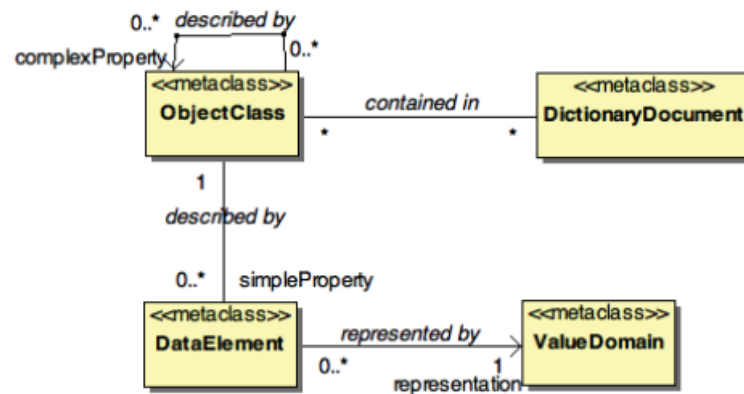 0..* described by
0..*
complexProperty
<<metaclass>>
ObjectClass
contained in
* *
<<metaclass>>
DictionaryDocument
1
described by
0..* simpleProperty
<<metaclass>>
DataElement
represented by
0..* 1
representation
<<metaclass>>
ValueDomain